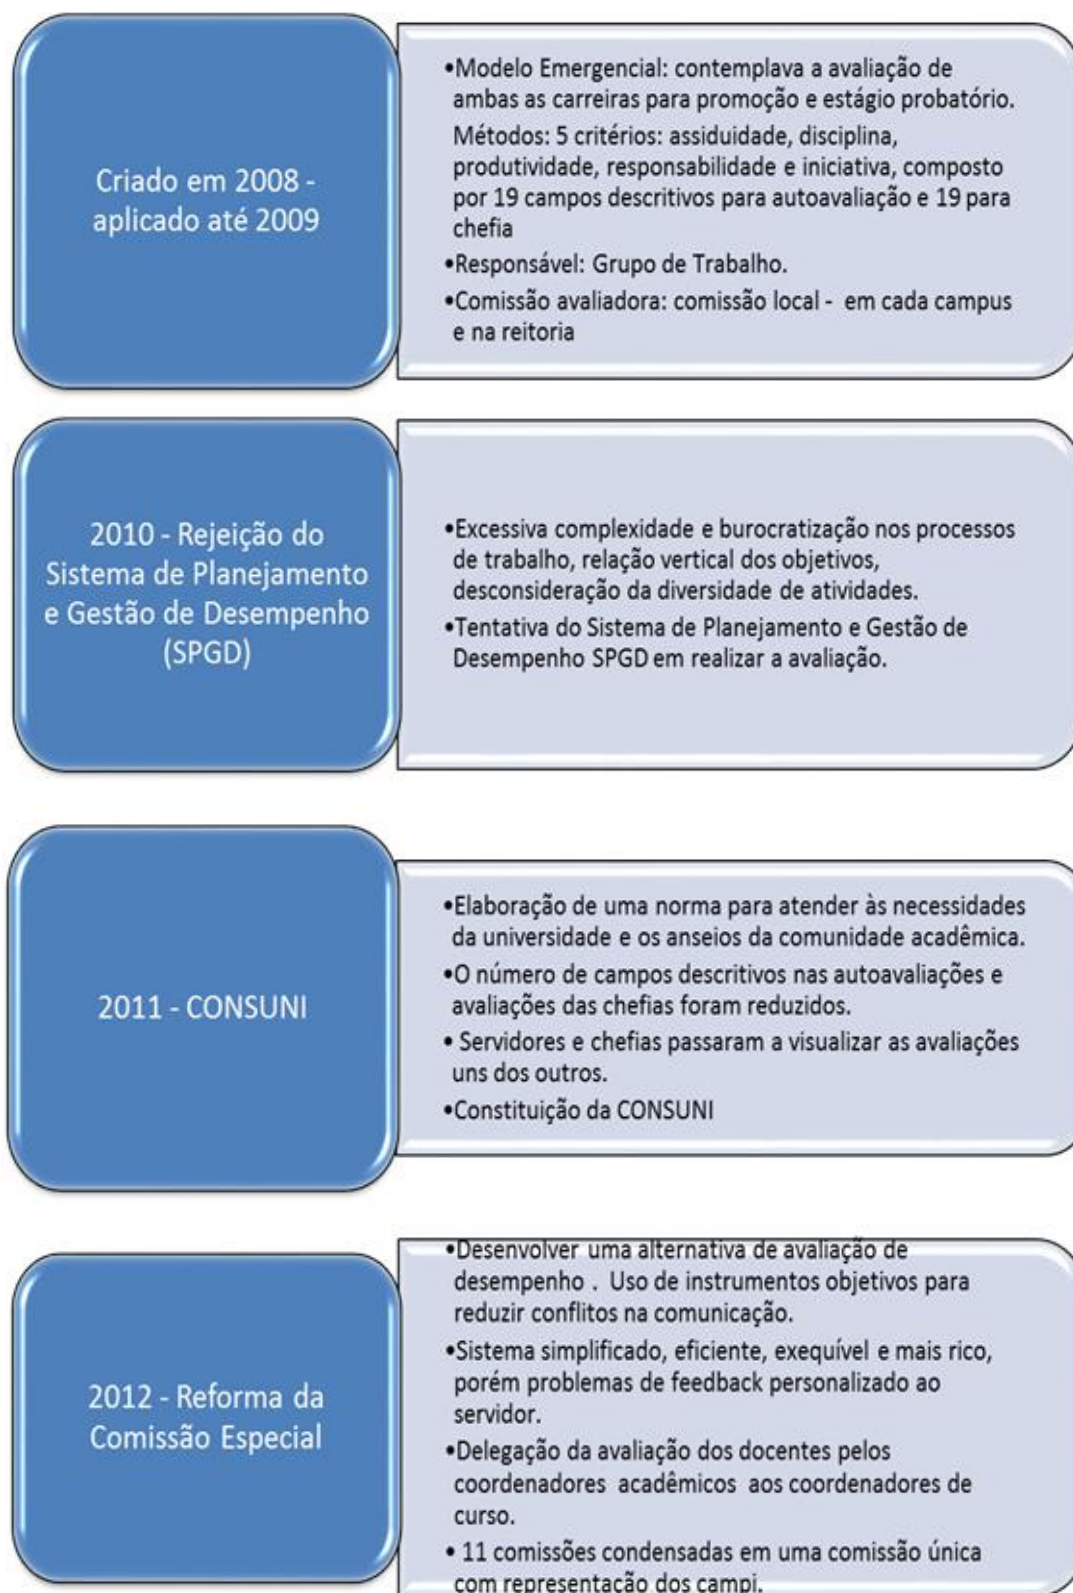 Criado em 2008 -
aplicado até 2009
•Modelo Emergencial: contemplava a avaliação de
ambas as carreiras para promoção e estágio probatório.
Métodos: 5 critérios: assiduidade, disciplina,
produtividade, responsabilidade e iniciativa, composto
por 19 campos descritivos para autoavaliação e 19 para
chefia
•Responsável: Grupo de Trabalho.
•Comissão avaliadora: comissão local - em cada campus
e na reitoria
2010 - Rejeição do
Sistema de Planejamento
e Gestão de Desempenho
(SPGD)
•Excessiva complexidade e burocratização nos processos
de trabalho, relação vertical dos objetivos,
desconsideração da diversidade de atividades.
•Tentativa do Sistema de Planejamento e Gestão de
Desempenho SPGD em realizar a avaliação.
2011 - CONSUNI
•Elaboração de uma norma para atender às necessidades
da universidade e os anseios da comunidade acadêmica.
•O número de campos descritivos nas autoavaliações e
avaliações das chefias foram reduzidos.
• Servidores e chefias passaram a visualizar as avaliações
uns dos outros.
•Constituição da CONSUNI
2012 - Reforma da
Comissão Especial
•Desenvolver uma alternativa de avaliação de
desempenho . Uso de instrumentos objetivos para
reduzir conflitos na comunicação.
•Sistema simplificado, eficiente, exequível e mais rico,
porém problemas de feedback personalizado ao
servidor.
•Delegação da avaliação dos docentes pelos
coordenadores acadêmicos aos coordenadores de
curso.
• 11 comissões condensadas em uma comissão única
com representação dos campi.